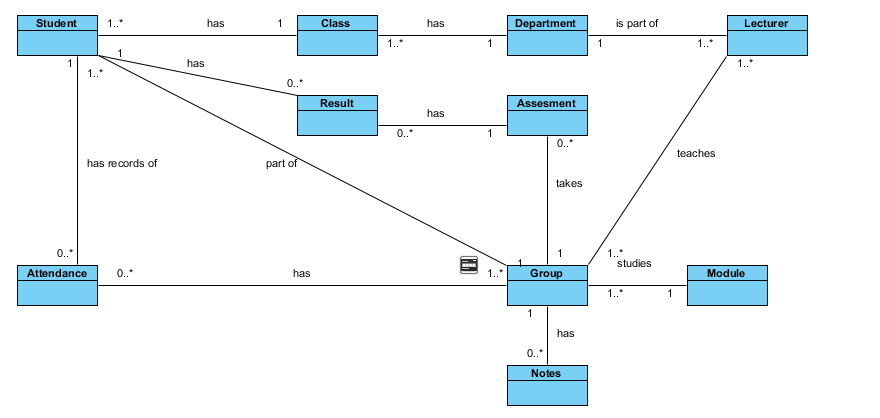 Student
1..*
has
1
Class
has
1..*
1
Department
is part of
1
1..*
Lecturer
1
has
1
1..*
1..*
0..*
Result
has
0..*
1
Assesment
0..*
teaches
has records of
part of
takes
0..*
1
1..*
studies
1
Attendance
0..*
has
1..*
Group
1..*
1
Module
1
has
0..*
Notes